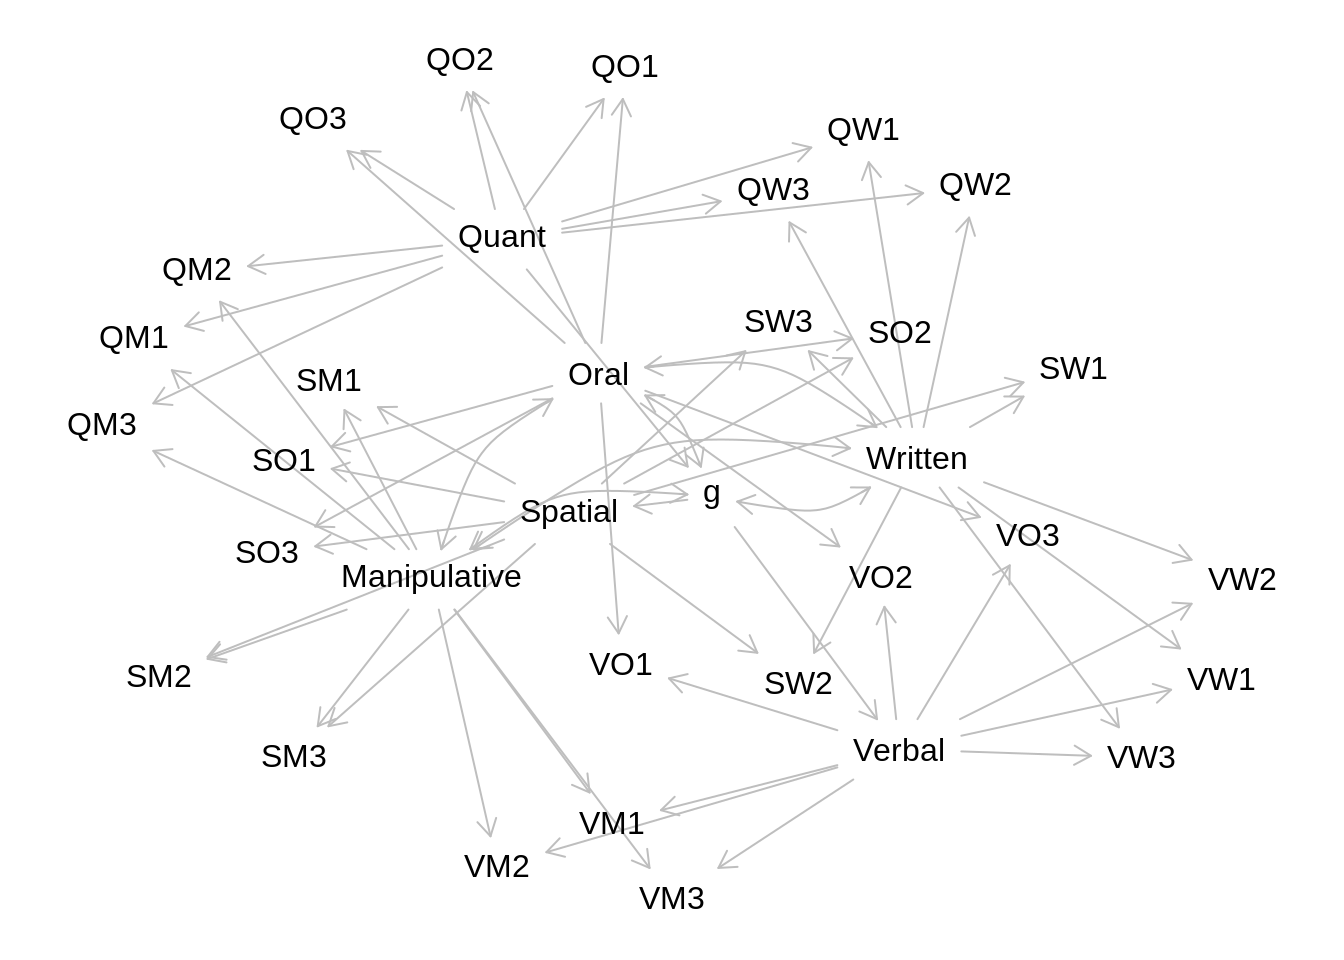 QO2
QO1
QO3
QW1
QW3
QW2
Quant
QM2
SW3
SO2
QM1
SW1
Oral
SM1
QM3
SO1
Written
g
Spatial
VO3
SO3
Manipulative
VO2
VW2
VO1
SM2
SW2
VW1
Verbal
SM3
VW3
VM1
VM2
VM3